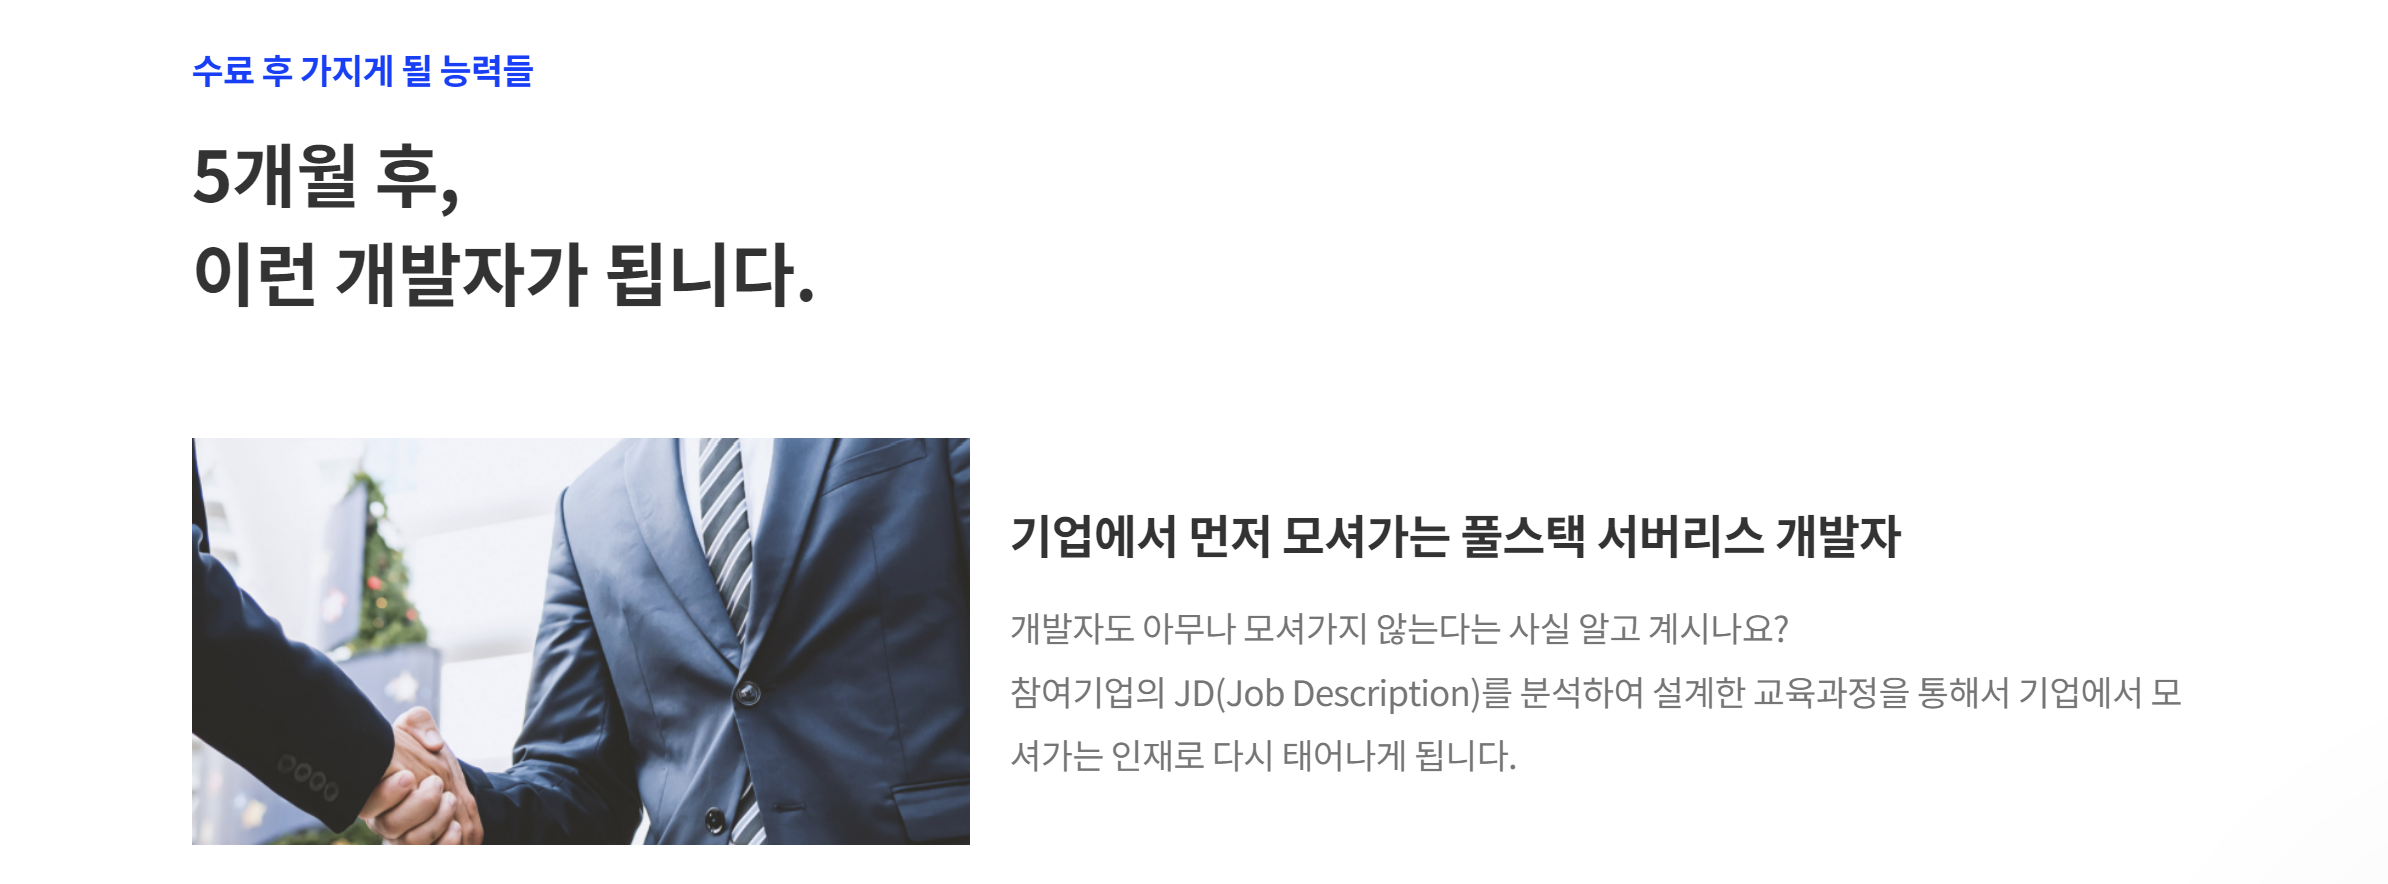 수료 후 가지게 될 능력들
5개월 후,
이런 개발자가 됩니다.
기업에서 먼저 모셔가는 풀스택 서버리스 개발자
개발자도 아무나 모셔가지 않는다는 사실 알고 계시나요?
참여기업의 JD(Job Description)를 분석하여 설계한 교육과정을 통해서 기업에서 모
셔가는 인재로 다시 태어나게 됩니다.